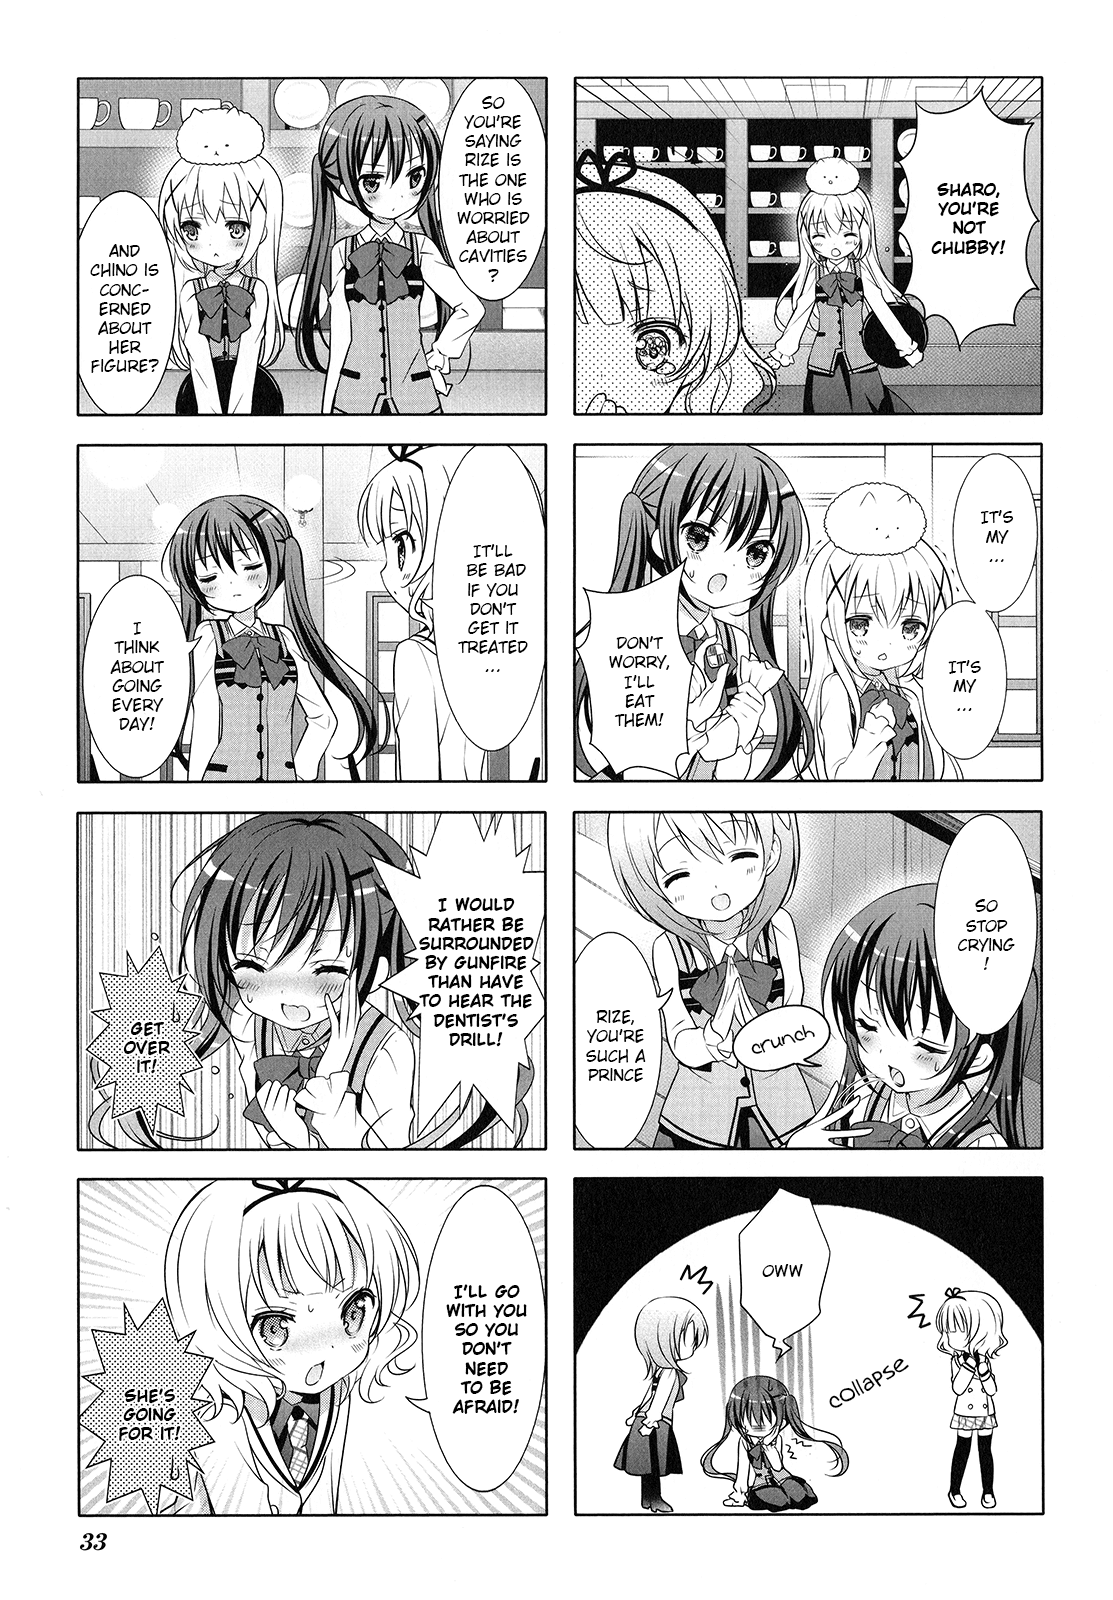 SHARO,
YOU'RE
NOT
CHUBBY!
IT'S
MY
...
IT'S
MY
...
DON'T
WORRY,
I'LL
EAT
THEM!
SO
STOP
CRYING
!
crunch
RIZE,
YOU'RE
SUCH A
PRINCE
OWW
collapse
SO
YOU'RE
SAYING
RIZE IS
THE ONE
WHO IS
WORRIED
ABOUT
CAVITIES
?
AND
CHINO IS
CONC-
ERNED
ABOUT
HER
FIGURE?
IT'LL
BE BAD
IF YOU
DON'T
GET IT
TREATED
...
I
THINK
ABOUT
GOING
EVERY
DAY!
I WOULD
RATHER BE
SURROUNDED
BY GUNFIRE
THAN HAVE
TO HEAR THE
DENTIST'S
DRILL!
GET
OVER
IT!
I'LL GO
WITH YOU
SO YOU
DON'T
NEED
TO BE
AFRAID!
SHE'S
GOING
FOR IT!
33